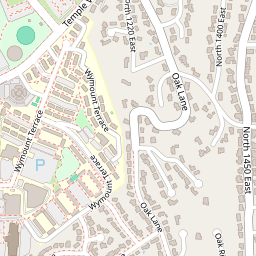 Temple V
North 1220 East
North 1400 East
Oak Lane
Wymount Terrace
Wymount Terrace
Wymount Terrace
North 1450 East
P
Oak Lane
Oak R